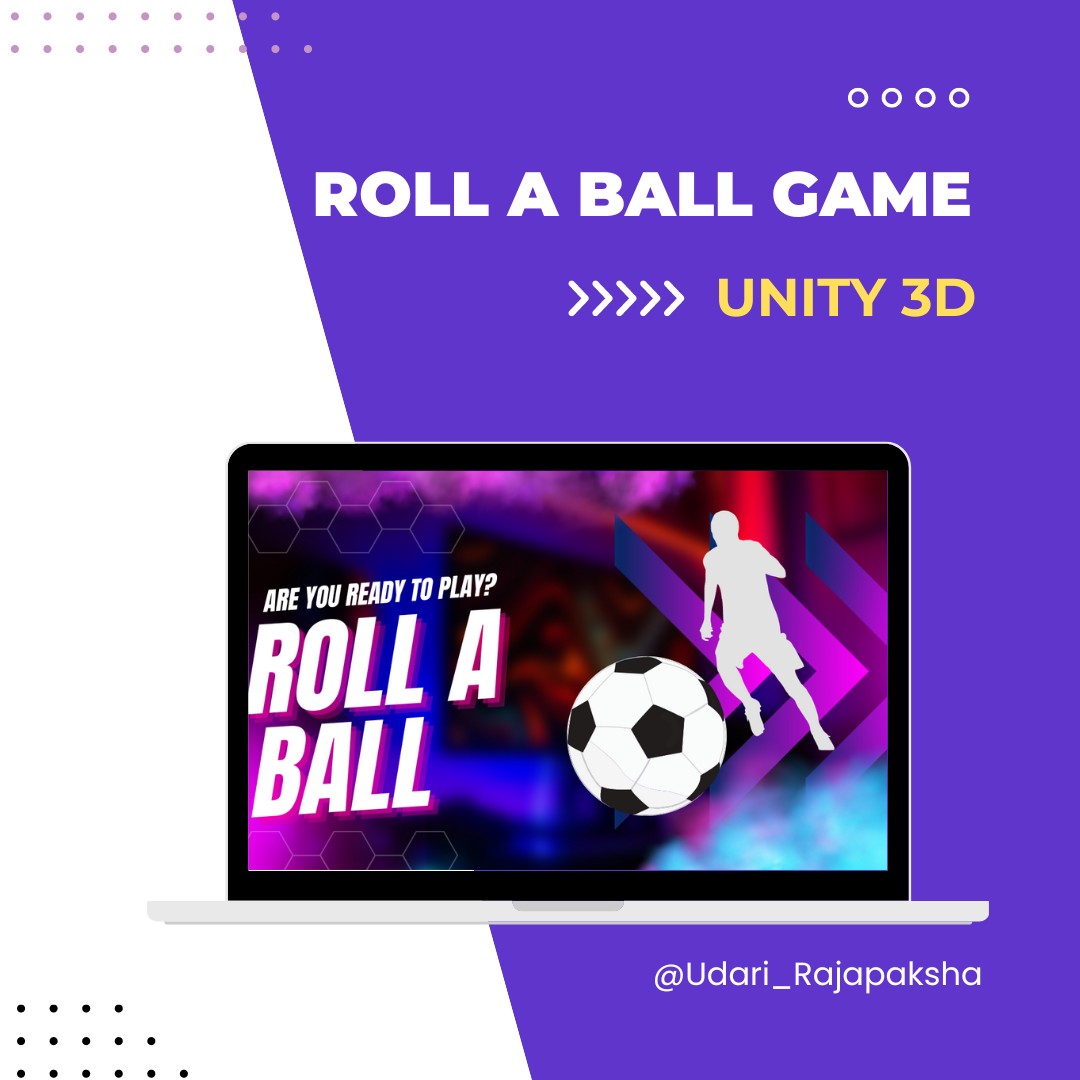 ROLL A BALL GAME
UNITY 3D
ARE YOU READY TO PLAY?
ROLL A
BALL
@Udari_Rajapaksha